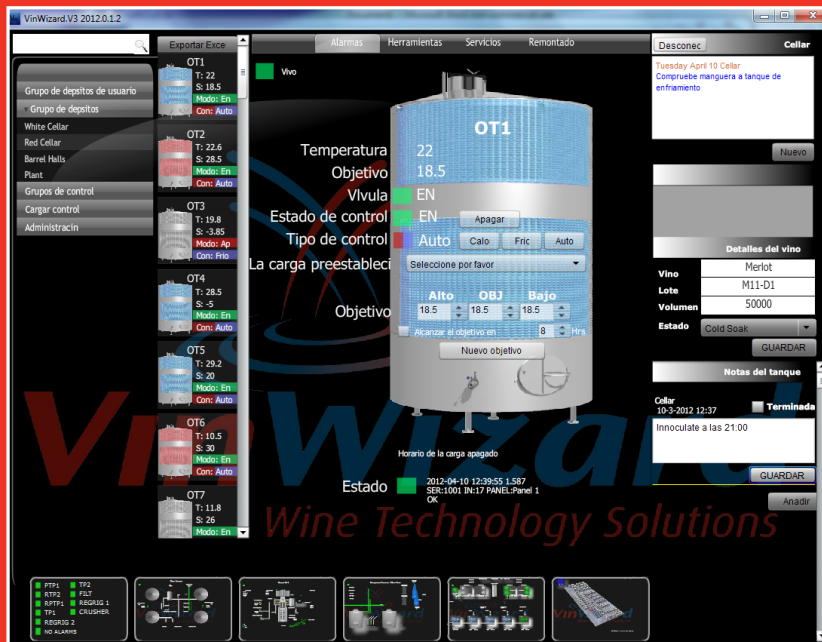 VinWizard.V3 2012.0.1.2
Exportar Exce
Alarmas
Herramientas
Servicios
Remontado
Desconec
Cellar
Grupo de depsitos de usuario
Grupo de depsitos
White Cellar
Red Cellar
Barrel Halls
Plant
Grupos de control
Cargar control
Administracin
OT1
T: 22
S: 18.5
Modo: En
Con: Auto
OT2
T: 22.6
S: 28.5
Modo: En
Con: Auto
OT3
T: 19.8
S: -3.85
Modo: Ap
Con: Frio
OT4
T: 28.5
S: -5
Modo: En
Con: Auto
OT5
T: 29.2
S: 20
Modo: En
Con: Auto
OT6
T: 10.5
S: 30
Modo: En
Con: Auto
OT7
T: 11.8
S: 26
Modo: En
Vivo
OT1
Temperatura 22
Objetivo 18.5
Vlvula EN
Estado de control EN Apagar
Tipo de control Auto Calo Fric Auto
La carga preestableci Seleccione por favor
Alto OBJ Bajo
Objetivo 18.5 18.5 18.5
Alcanzar el objetivo en 8 Hrs
Nuevo objetivo
Horario de la carga apagado
Estado
2012-04-10 12:39:55 1.587
SER:1001 IN:17 PANEL:Panel 1
OK
VinWizard
Wine Technology Solutions
Tuesday April 10 Cellar
Compruebe manguera a tanque de
enfriamiento
Nuevo
Detalles del vino
Vino Merlot
Lote M11-D1
Volumen 50000
Estado Cold Soak
GUARDAR
Notas del tanque
Cellar
10-3-2012 12:37
Terminada
Innoculate a las 21:00
GUARDAR
Anadir
PTP1 TP2
RTP2 FILT
RPTP1 REGRIG 1
TP1 CRUSHER
REGRIG 2
NO ALARMS